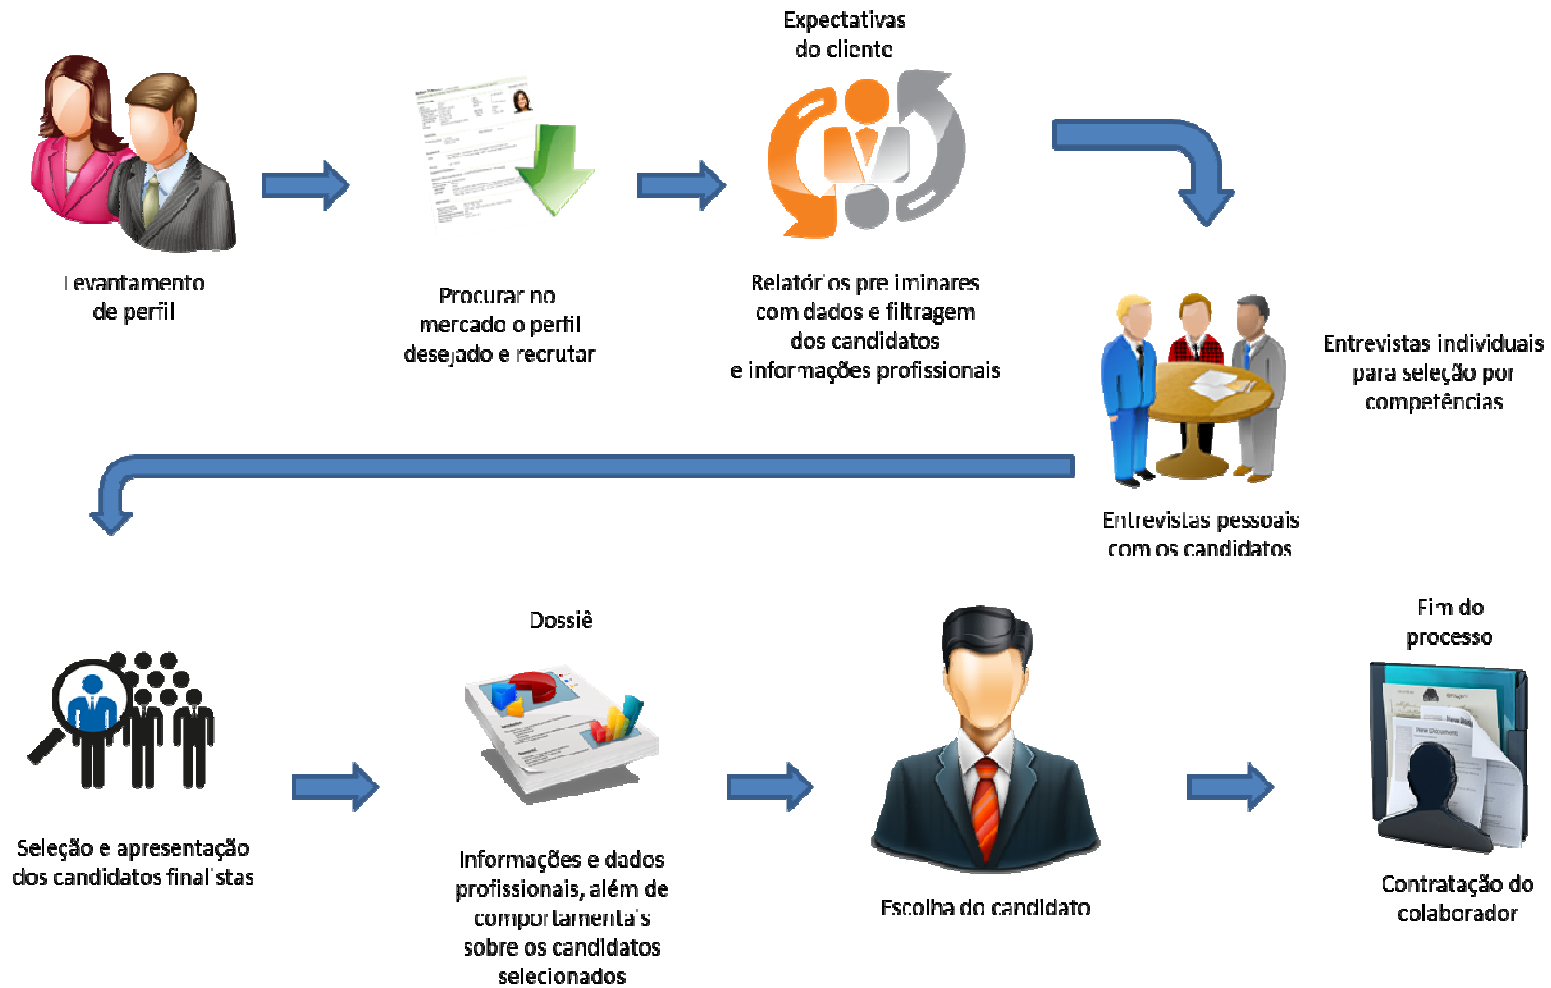 Levantamento
de perfil
Procurar no
mercado o perfil
desejado e recrutar
Expectativas
do cliente
Relatórios preliminares
com dados e filtragem
dos candidatos
e informações profissionais
Entrevistas individuais
para seleção por
competências
Entrevistas pessoais
com os candidatos
Seleção e apresentação
dos candidatos finalistas
Dossiê
Informações e dados
profissionais, além de
comportamentais
sobre os candidatos
selecionados
Escolha do candidato
Fim do
processo
Contratação do
colaborador